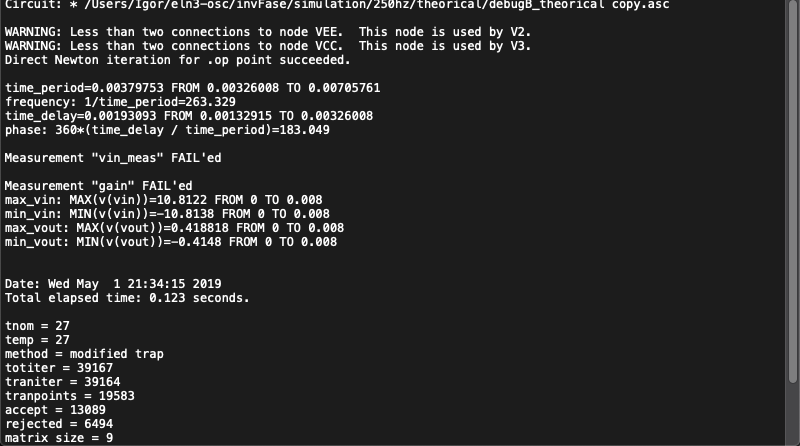 Circuit: * /Users/Igor/eln3-osc/invFase/simulation/250hz/theorical/debugB_theorical copy.asc
WARNING: Less than two connections to node VEE.  This node is used by V2.
WARNING: Less than two connections to node VCC.  This node is used by V3.
Direct Newton iteration for .op point succeeded.
time_period=0.00379753 FROM 0.00326008 TO 0.00705761
frequency: 1/time_period=263.329
time_delay=0.00193093 FROM 0.00132915 TO 0.00326008
phase: 360*(time_delay / time_period)=183.049
Measurement "vin_meas" FAIL'ed
Measurement "gain" FAIL'ed
max_vin: MAX(v(vin))=10.8122 FROM 0 TO 0.008
min_vin: MIN(v(vin))=-10.8138 FROM 0 TO 0.008
max_vout: MAX(v(vout))=0.418818 FROM 0 TO 0.008
min_vout: MIN(v(vout))=-0.4148 FROM 0 TO 0.008
Date: Wed May  1 21:34:15 2019
Total elapsed time: 0.123 seconds.
tnom = 27
temp = 27
method = modified trap
totiter = 39167
traniter = 39164
tranpoints = 19583
accept = 13089
rejected = 6494
matrix size = 9